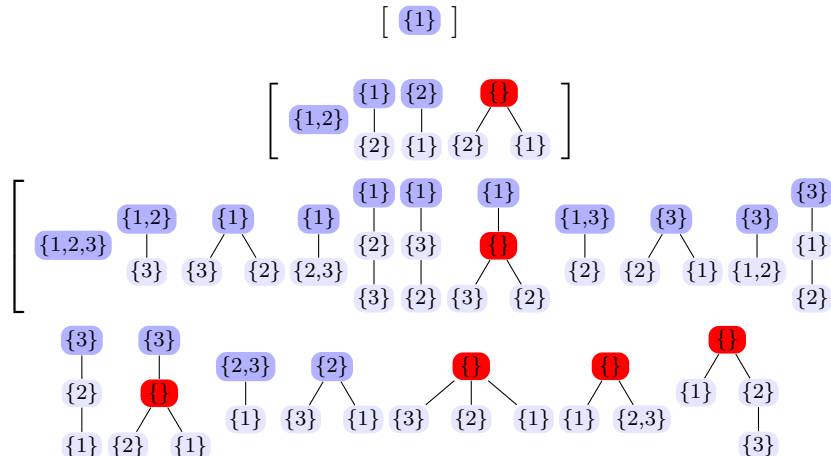 [ {1} ]
{1} {2} {}
{1,2}
{2} {1} {2} {1}
{1} {1} {1} {3}
{1,2} {1} {1} {1,3} {3} {3}
{1,2,3} {2} {3} {} {1}
{3} {3} {2} {2,3} {2} {2} {1} {1,2}
{3} {2} {3} {2} {2}
{3} {3} {} {} {}
{2,3} {2}
{2} {} {1} {2}
{1} {3} {1} {3} {2} {1} {1} {2,3}
{1} {2} {1} {3}